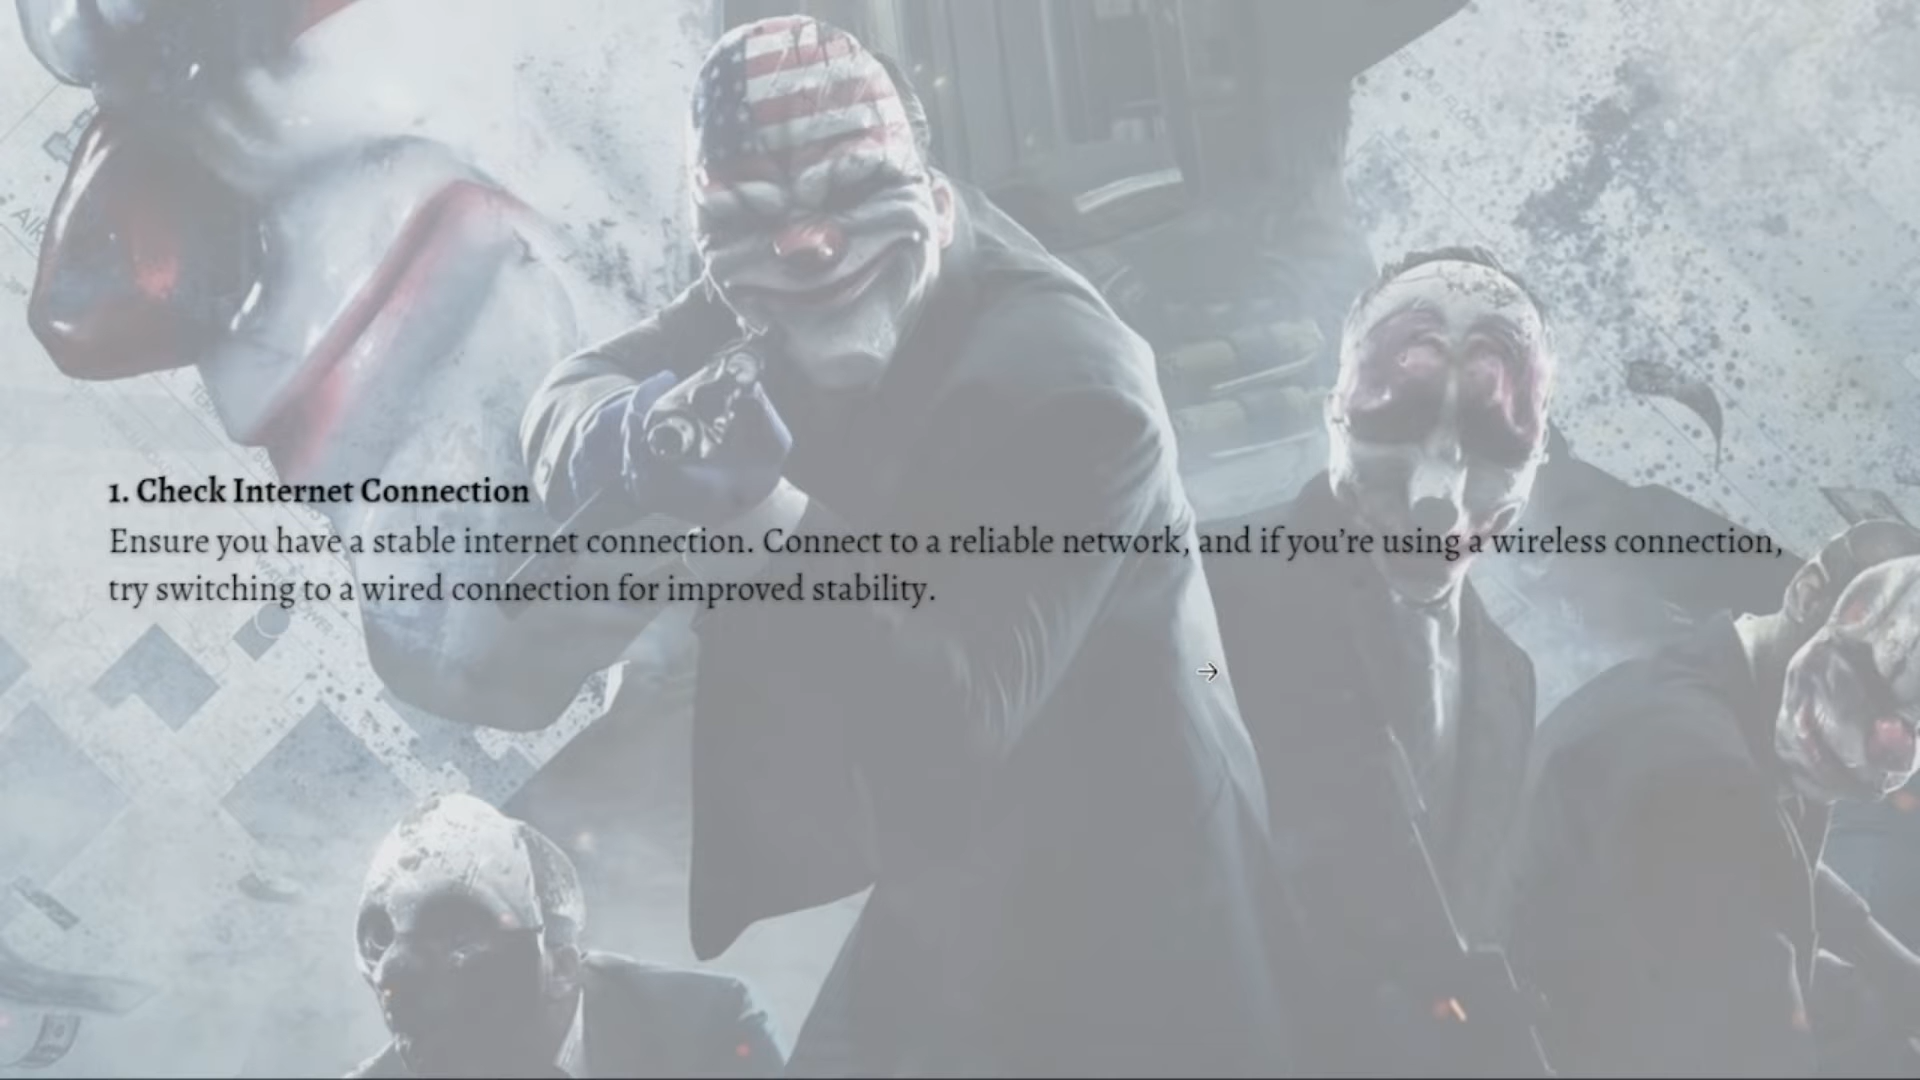 1. Check Internet Connection
Ensure you have a stable internet connection. Connect to a reliable network, and if you’re using a wireless connection,
try switching to a wired connection for improved stability.